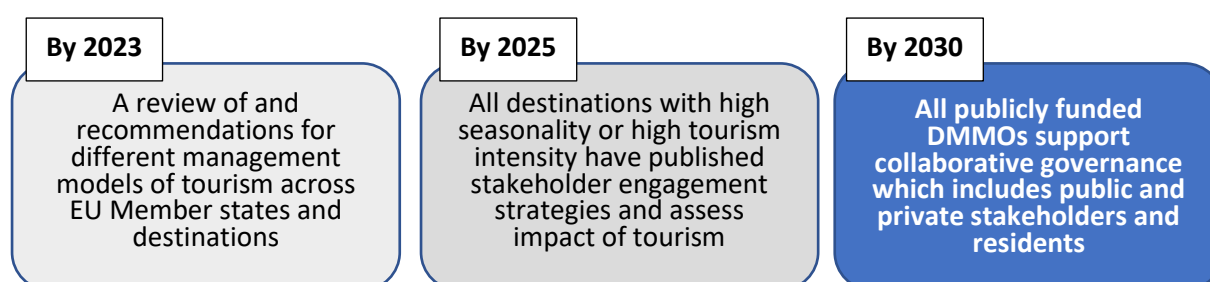 By 2023
A review of and
recommendations for
different management
models of tourism across
EU Member states and
destinations
By 2025
All destinations with high
seasonality or high tourism
intensity have published
stakeholder engagement
strategies and assess
impact of tourism
By 2030
All publicly funded
DMMOs support
collaborative governance
which includes public and
private stakeholders and
residents